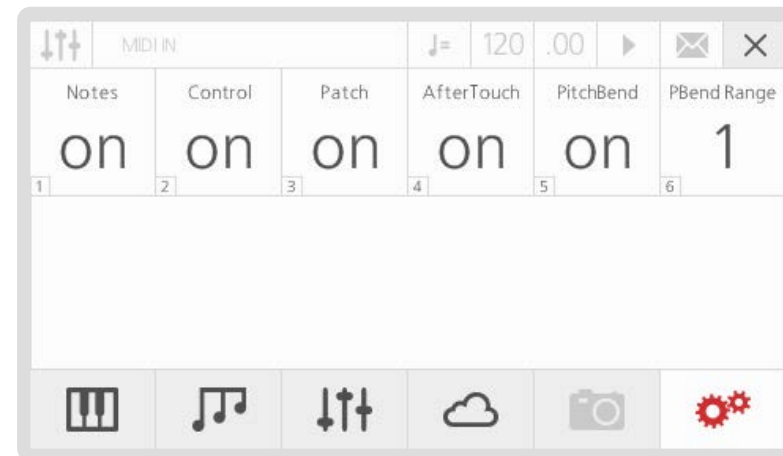 MIDI IN ♩= 120 .00
Notes Control Patch AfterTouch PitchBend PBend Range
on on on on on 1
1 2 3 4 5 6